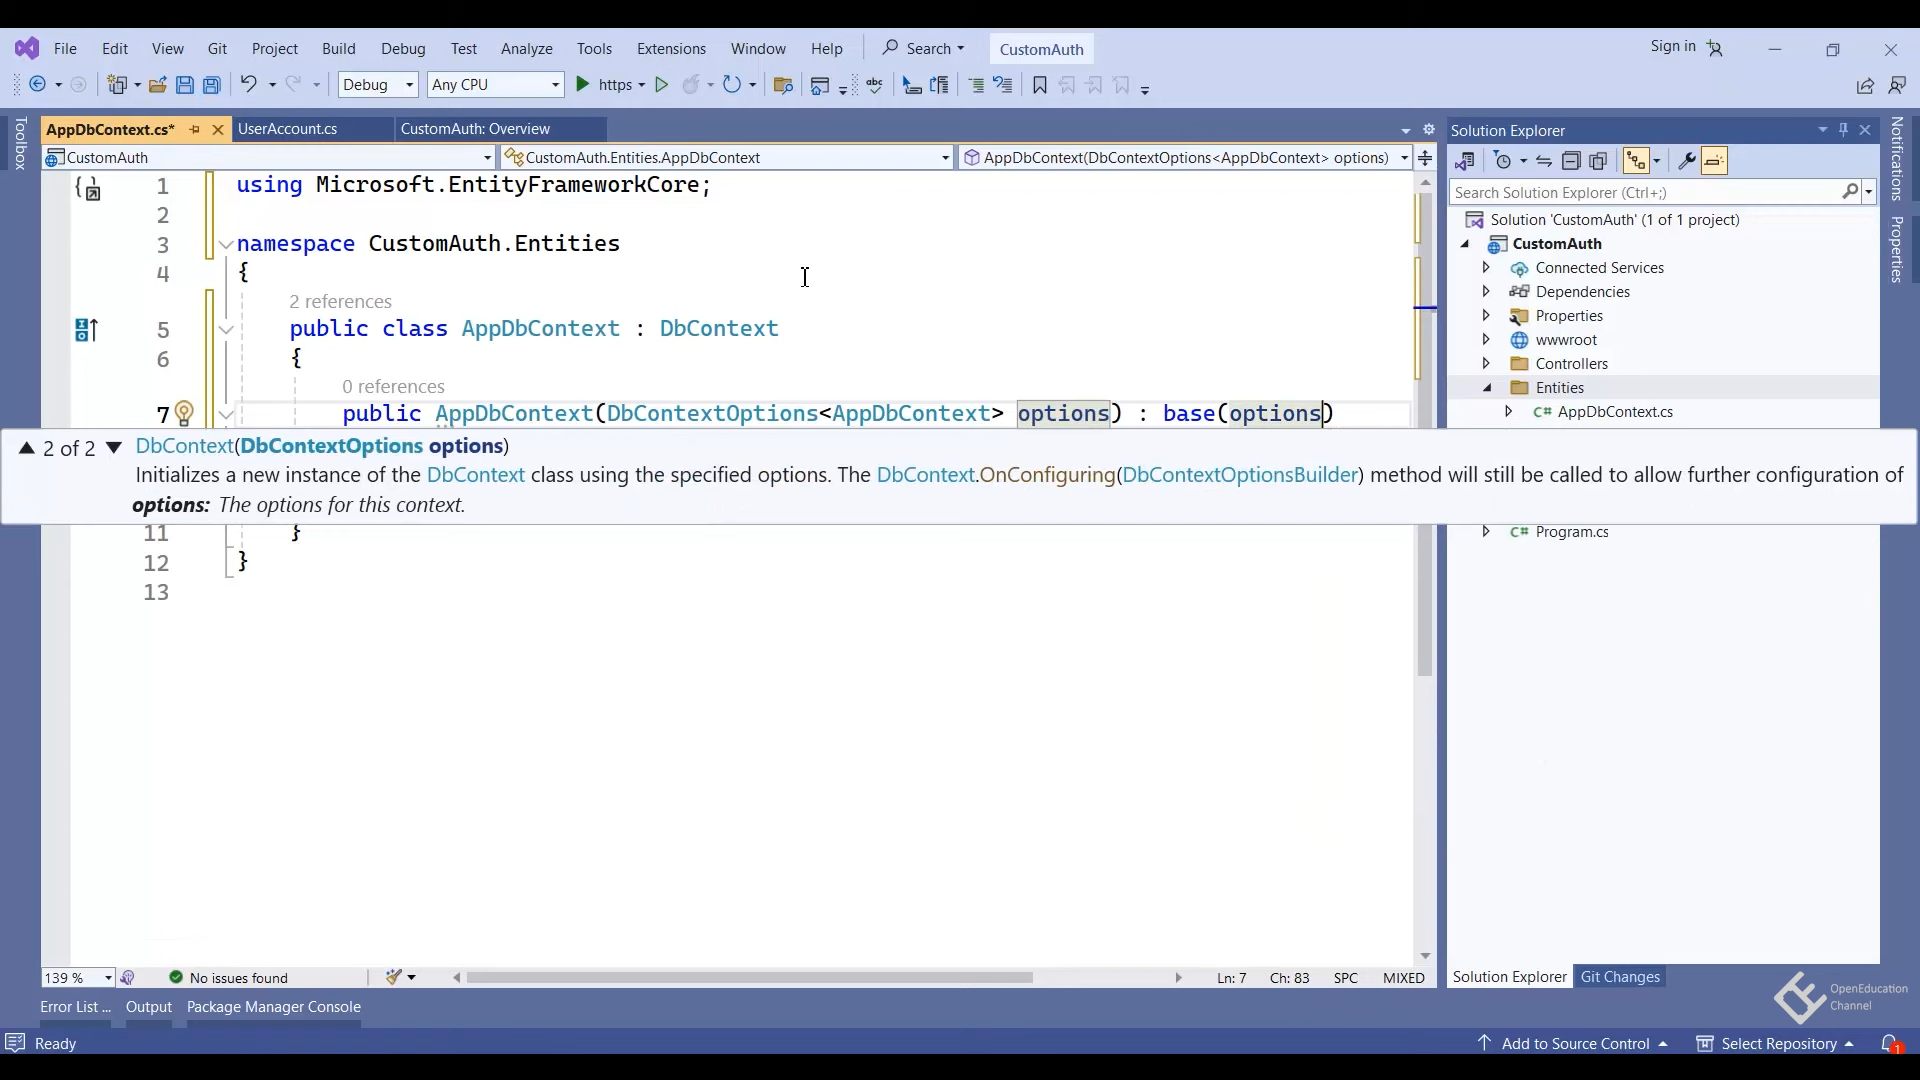 File Edit View Git Project Build Debug Test Analyze Tools Extensions Window Help Search CustomAuth Sign in
Debug Any CPU https
Toolbox
AppDbContext.cs* UserAccount.cs CustomAuth: Overview
CustomAuth CustomAuth.Entities.AppDbContext AppDbContext(DbContextOptions<AppDbContext> options)
1 using Microsoft.EntityFrameworkCore;
2
3 namespace CustomAuth.Entities
4 {
2 references
5 public class AppDbContext : DbContext
6 {
0 references
7 public AppDbContext(DbContextOptions<AppDbContext> options) : base(options)
2 of 2 DbContext(DbContextOptions options)
Initializes a new instance of the DbContext class using the specified options. The DbContext.OnConfiguring(DbContextOptionsBuilder) method will still be called to allow further configuration of
options: The options for this context.
11 }
12 }
13
139 % No issues found Ln: 7 Ch: 83 SPC MIXED
Solution Explorer
Search Solution Explorer (Ctrl+;)
Solution 'CustomAuth' (1 of 1 project)
CustomAuth
Connected Services
Dependencies
Properties
wwwroot
Controllers
Entities
C# AppDbContext.cs
C# Program.cs
Solution Explorer Git Changes
Notifications
Properties
OpenEducation
Channel
Error List ... Output Package Manager Console
Ready Add to Source Control Select Repository 1